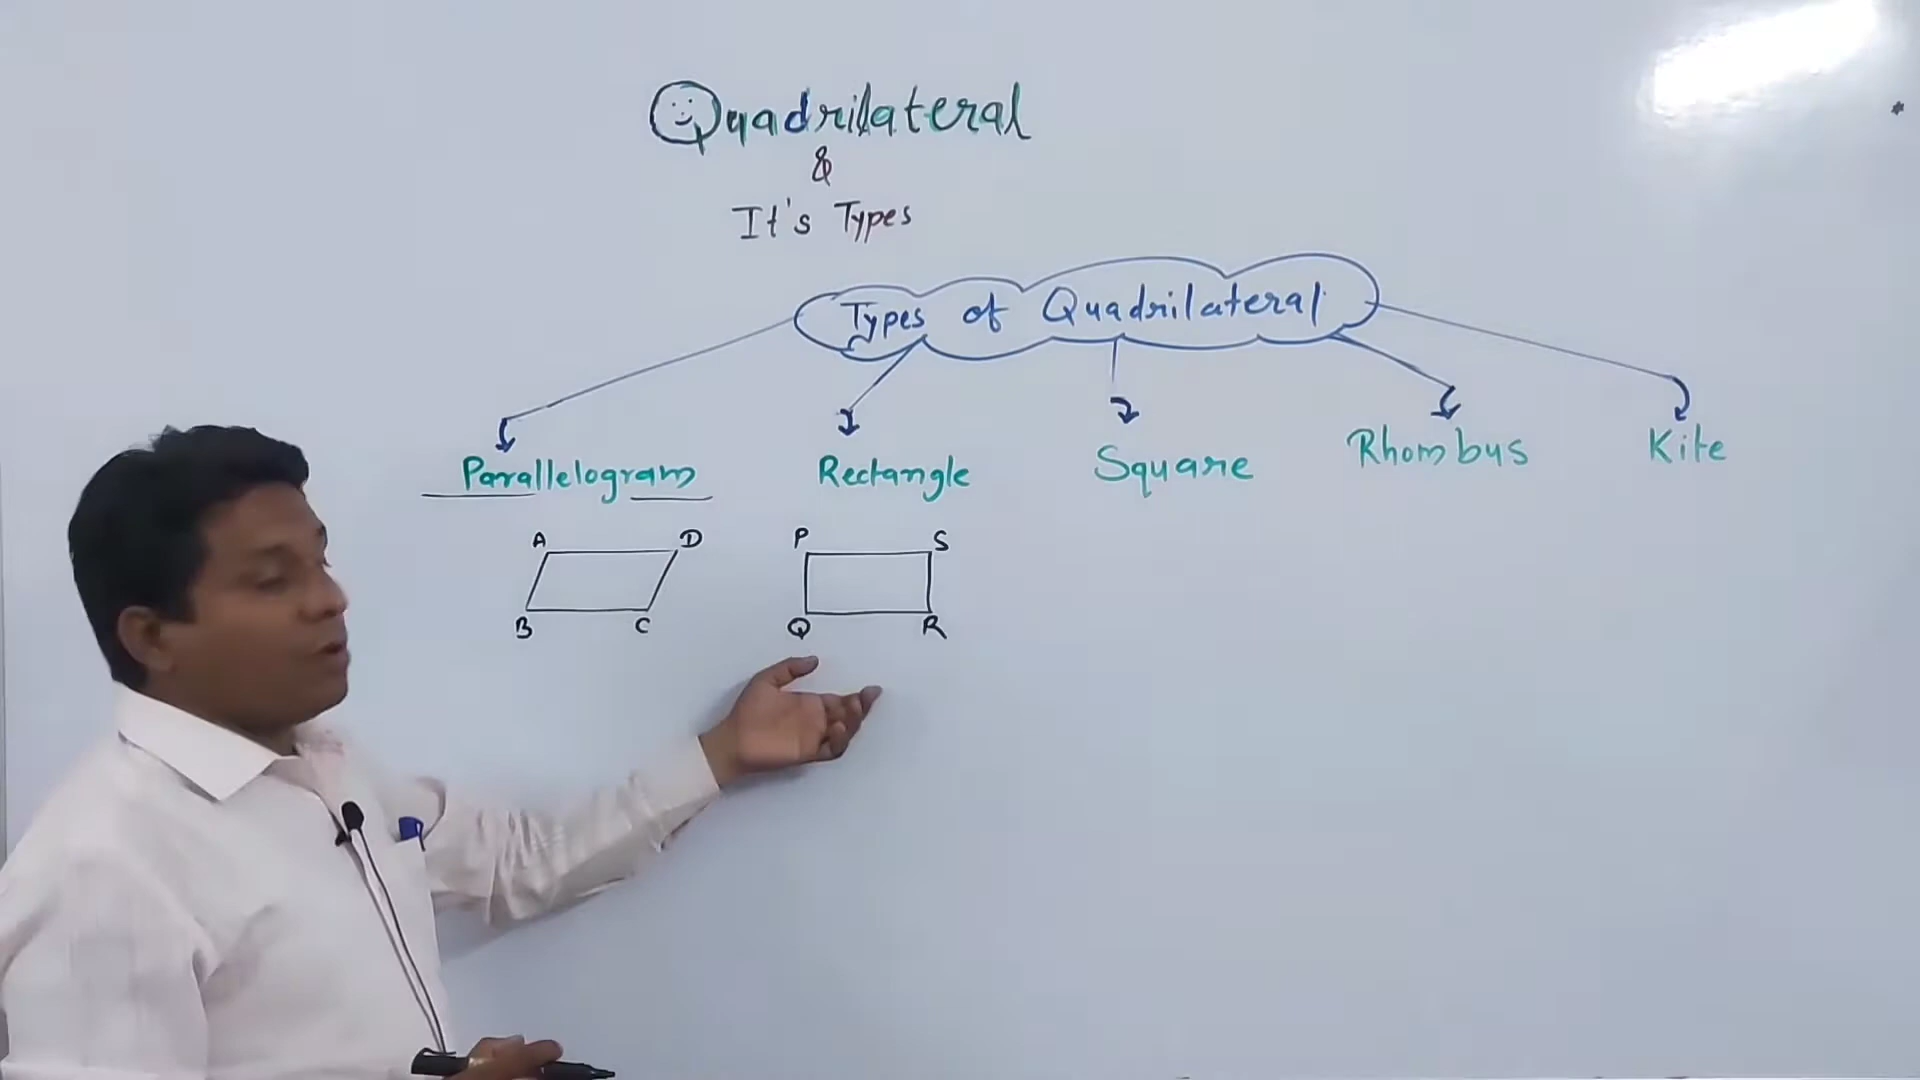 Quadrilateral
&
It's Types
Types of Quadrilateral
Parallelogram Rectangle Square Rhombus Kite
A D P S
B C Q R